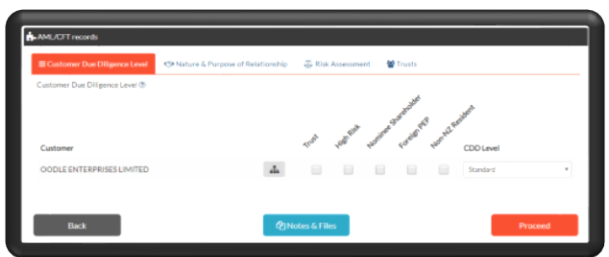 AML/CFT records
Customer Due Diligence Level Nature & Purpose of Relationship Risk Assessment Trusts
Customer Due Diligence Level
Trust High Risk Nominee Shareholder Foreign PEP Non-NZ Resident
Customer CDD Level
OODLE ENTERPRISES LIMITED Standard
Back Notes & Files Proceed